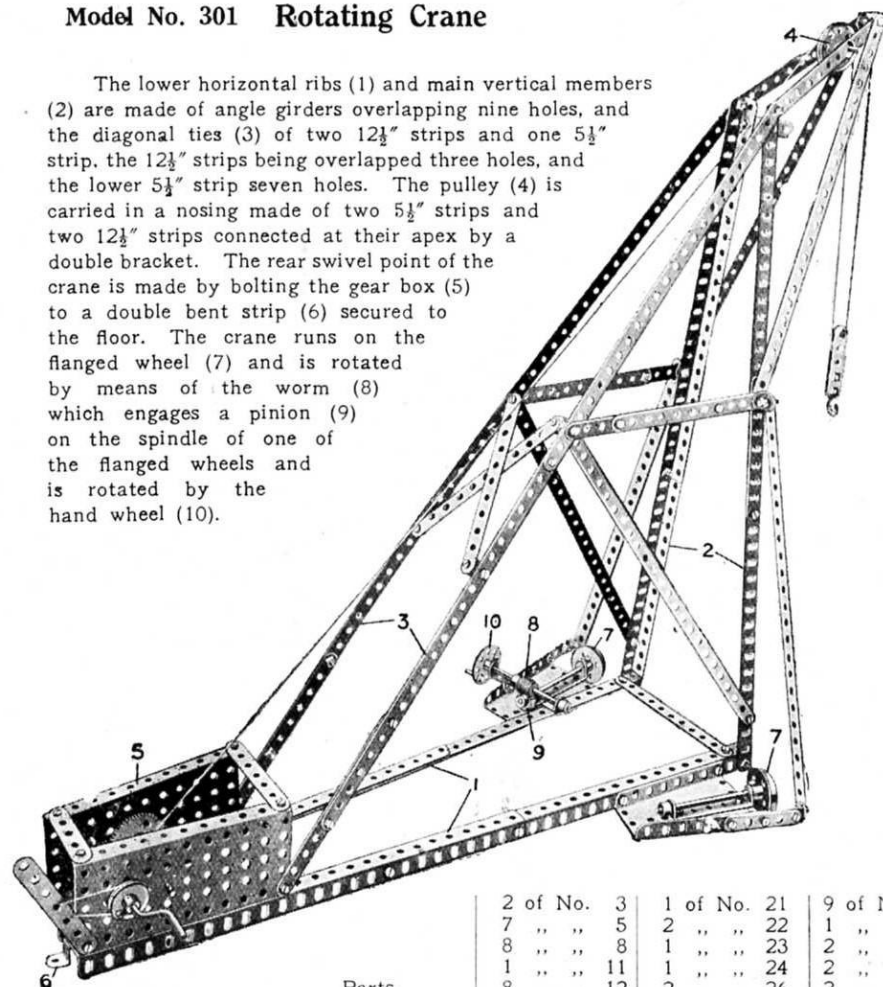 Model No. 301 Rotating Crane
The lower horizontal ribs (1) and main vertical members
(2) are made of angle girders overlapping nine holes, and
the diagonal ties (3) of two 12½″ strips and one 5½″
strip, the 12½″ strips being overlapped three holes, and
the lower 5½″ strip seven holes. The pulley (4) is
carried in a nosing made of two 5½″ strips and
two 12½″ strips connected at their apex by a
double bracket. The rear swivel point of the
crane is made by bolting the gear box (5)
to a double bent strip (6) secured to
the floor. The crane runs on the
flanged wheel (7) and is rotated
by means of the worm (8)
which engages a pinion (9)
on the spindle of one of
the flanged wheels and
is rotated by the
hand wheel (10).
4
2
3
10 8 7
9
5
7
1
6
2 of No. 3 1 of No. 21 9 of
7 ,, ,, 5 2 ,, ,, 22 1 ,,
8 ,, ,, 8 1 ,, ,, 23 2 ,,
1 ,, ,, 11 1 ,, ,, 24 2 ,,
Parts